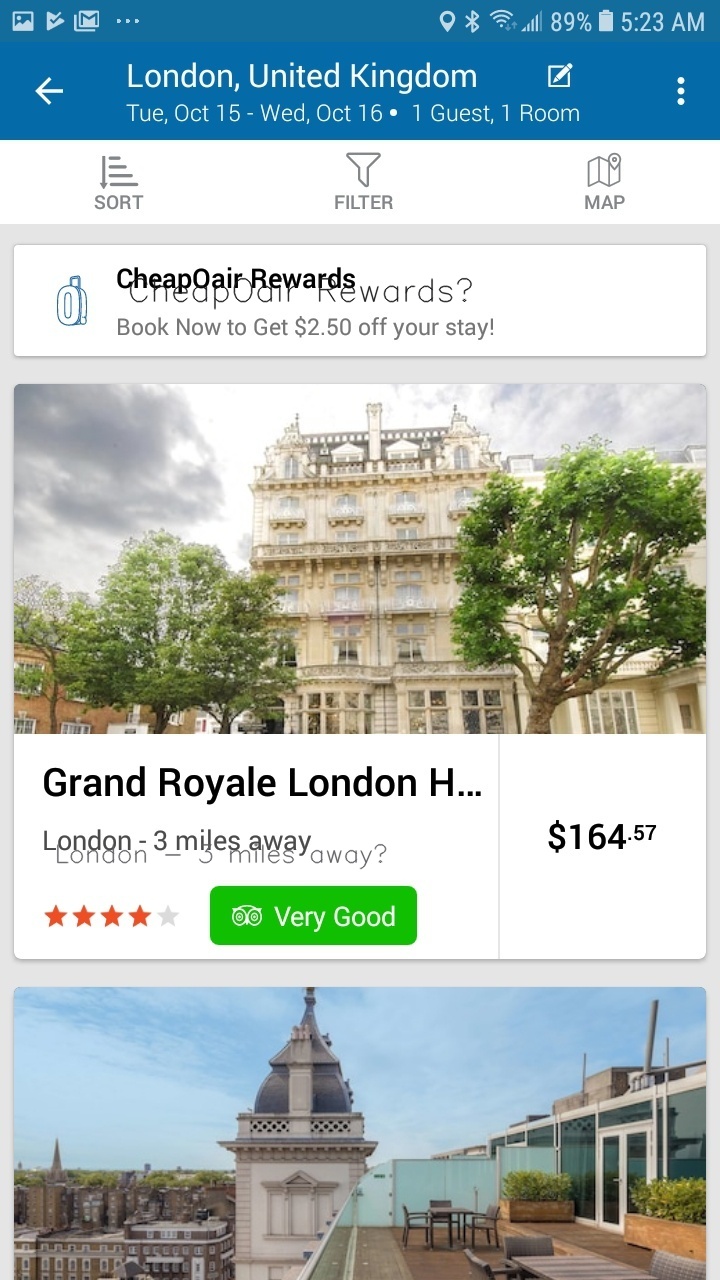 89% 5:23 AM
London, United Kingdom
Tue, Oct 15 - Wed, Oct 16 • 1 Guest, 1 Room
SORT FILTER MAP
CheapOair Rewards
CheapOair Rewards?
Book Now to Get $2.50 off your stay!
Grand Royale London H...
$164.57
London - 3 miles away
London - 3 miles away?
Very Good